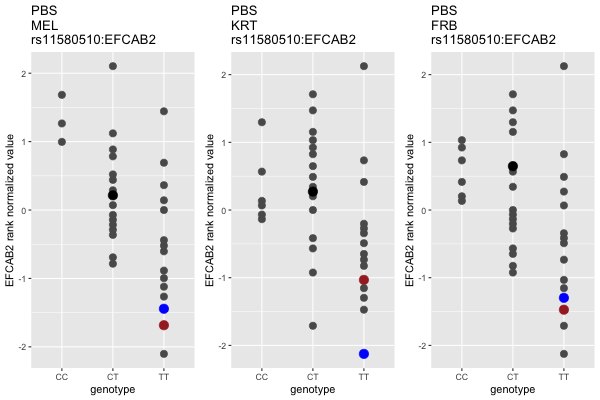 PBS
MEL
rs11580510:EFCAB2
EFCAB2 rank normalized value
2
1
0
-1
-2
CC
CT
TT
genotype
PBS
KRT
rs11580510:EFCAB2
EFCAB2 rank normalized value
2
1
0
-1
-2
CC
CT
TT
genotype
PBS
FRB
rs11580510:EFCAB2
EFCAB2 rank normalized value
2
1
0
-1
-2
CC
CT
TT
genotype